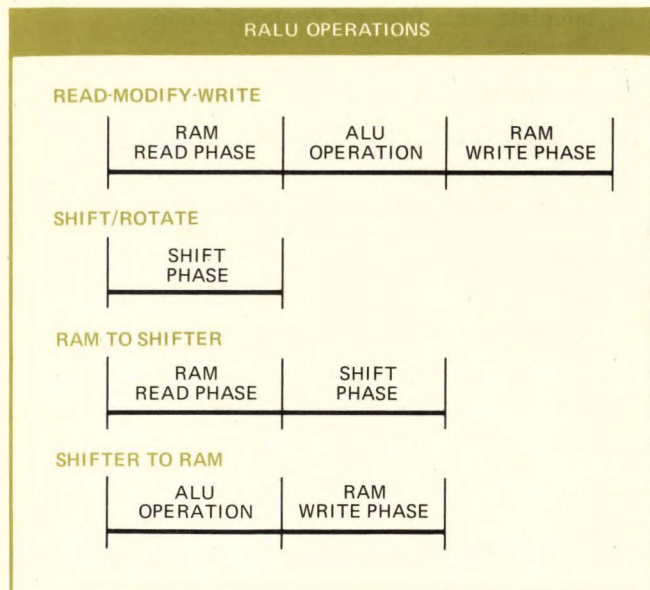 RALU OPERATIONS
READ-MODIFY-WRITE
RAM READ PHASE
ALU OPERATION
RAM WRITE PHASE
SHIFT/ROTATE
SHIFT PHASE
RAM TO SHIFTER
RAM READ PHASE
SHIFT PHASE
SHIFTER TO RAM
ALU OPERATION
RAM WRITE PHASE